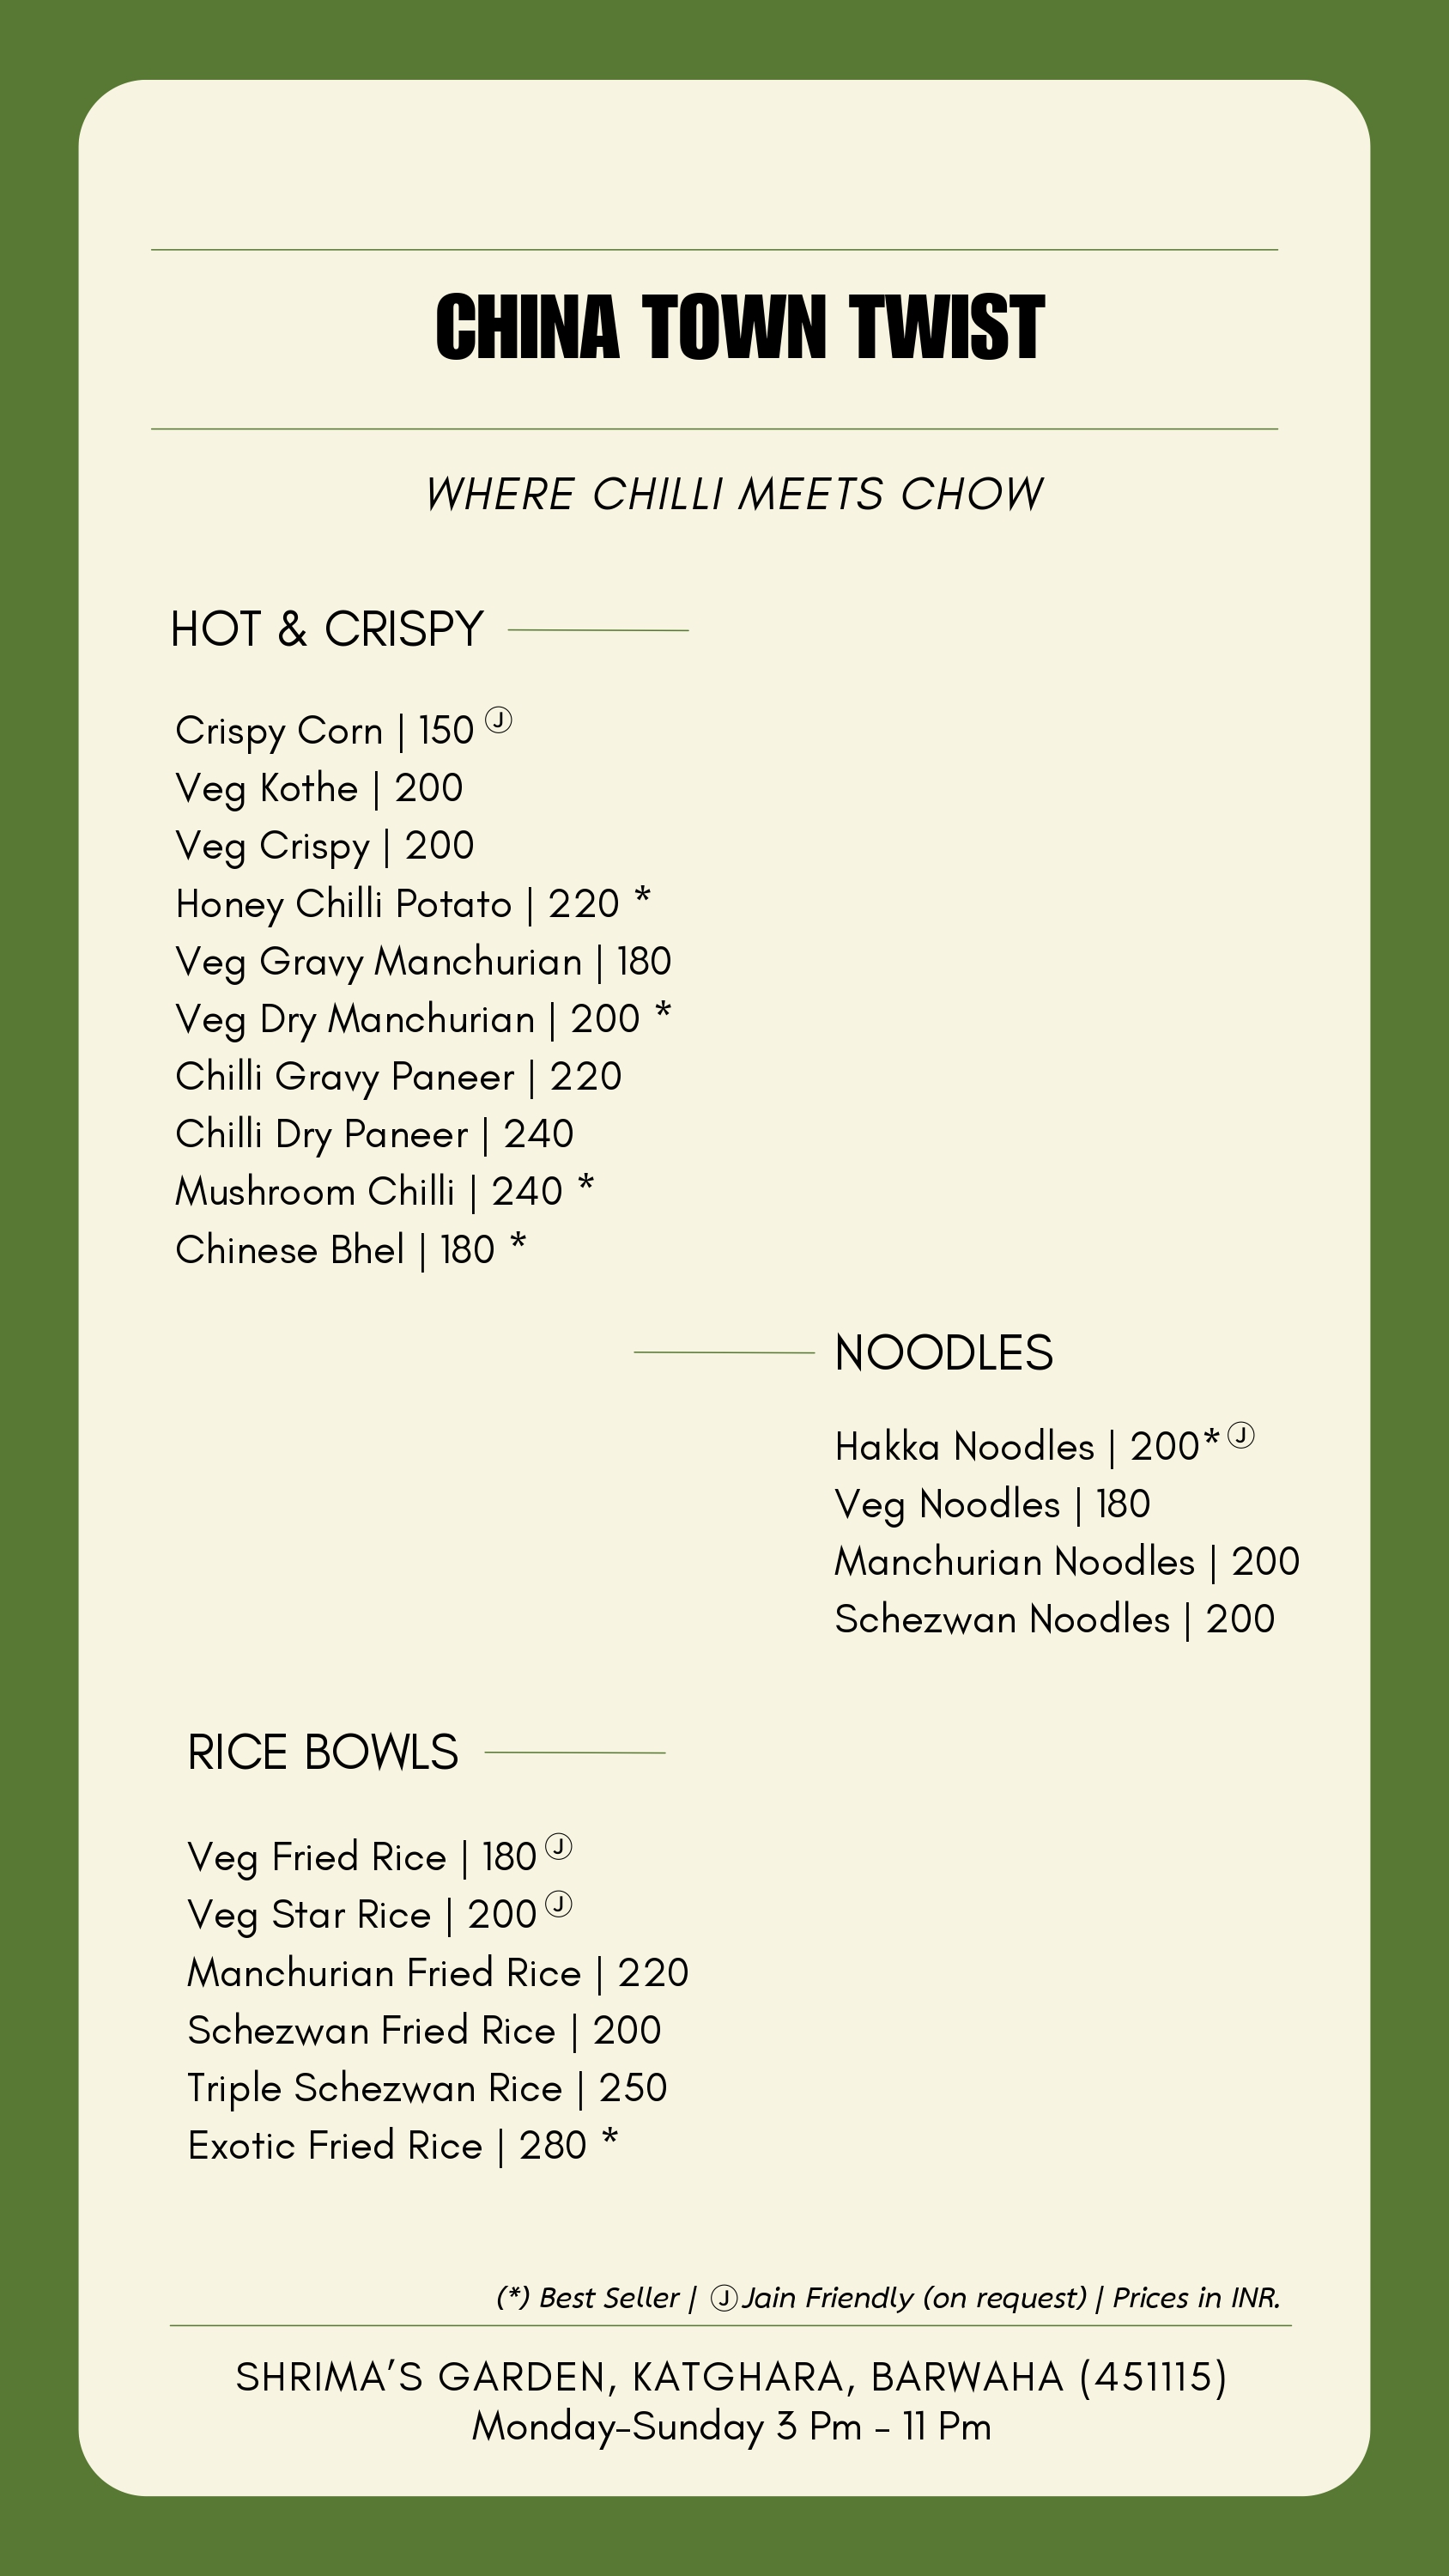 CHINA TOWN TWIST
WHERE CHILLI MEETS CHOW
HOT & CRISPY
Crispy Corn | 150 Ⓙ
Veg Kothe | 200
Veg Crispy | 200
Honey Chilli Potato | 220 *
Veg Gravy Manchurian | 180
Veg Dry Manchurian | 200 *
Chilli Gravy Paneer | 220
Chilli Dry Paneer | 240
Mushroom Chilli | 240 *
Chinese Bhel | 180 *
NOODLES
Hakka Noodles | 200* Ⓙ
Veg Noodles | 180
Manchurian Noodles | 200
Schezwan Noodles | 200
RICE BOWLS
Veg Fried Rice | 180 Ⓙ
Veg Star Rice | 200 Ⓙ
Manchurian Fried Rice | 220
Schezwan Fried Rice | 200
Triple Schezwan Rice | 250
Exotic Fried Rice | 280 *
(*) Best Seller | Ⓙ Jain Friendly (on request) | Prices in INR.
SHRIMA’S GARDEN, KATGHARA, BARWAHA (451115)
Monday-Sunday 3 Pm - 11 Pm